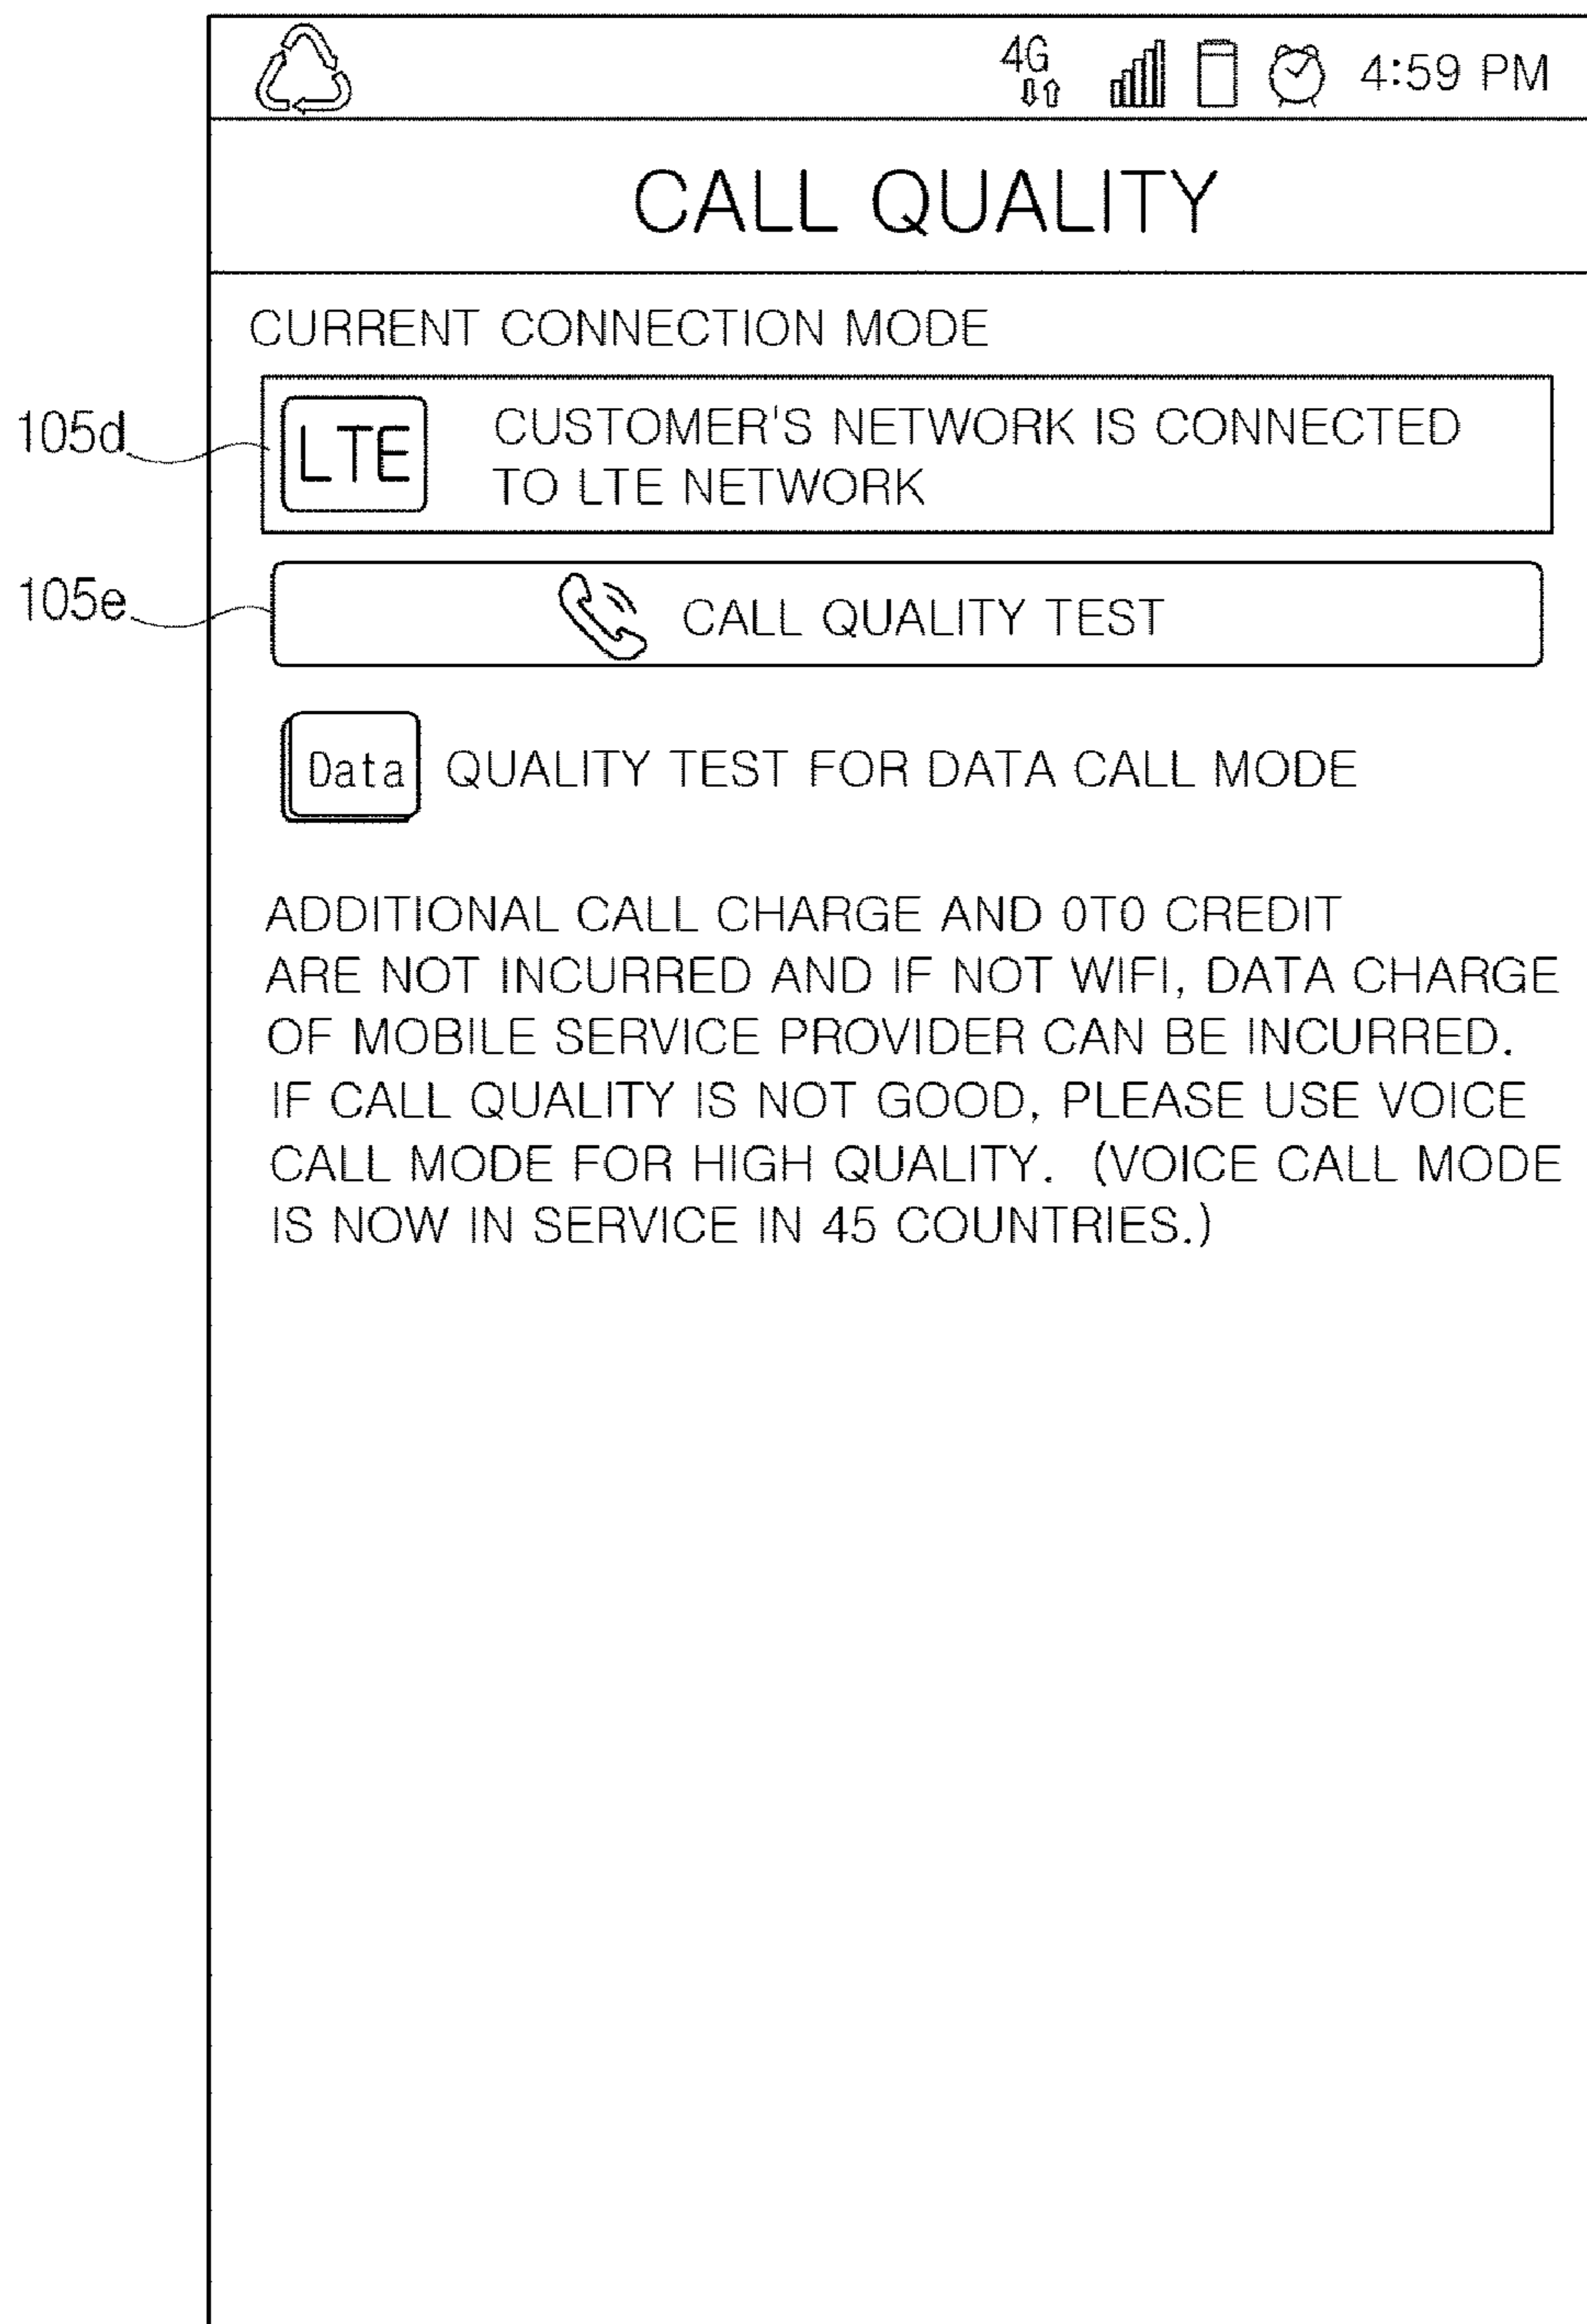 4G
4:59 PM
CALL QUALITY
CURRENT CONNECTION MODE
105d
LTE
CUSTOMER'S NETWORK IS CONNECTED
TO LTE NETWORK
105e
CALL QUALITY TEST
Data QUALITY TEST FOR DATA CALL MODE
ADDITIONAL CALL CHARGE AND 0T0 CREDIT
ARE NOT INCURRED AND IF NOT WIFI, DATA CHARGE
OF MOBILE SERVICE PROVIDER CAN BE INCURRED.
IF CALL QUALITY IS NOT GOOD, PLEASE USE VOICE
CALL MODE FOR HIGH QUALITY. (VOICE CALL MODE
IS NOW IN SERVICE IN 45 COUNTRIES.)